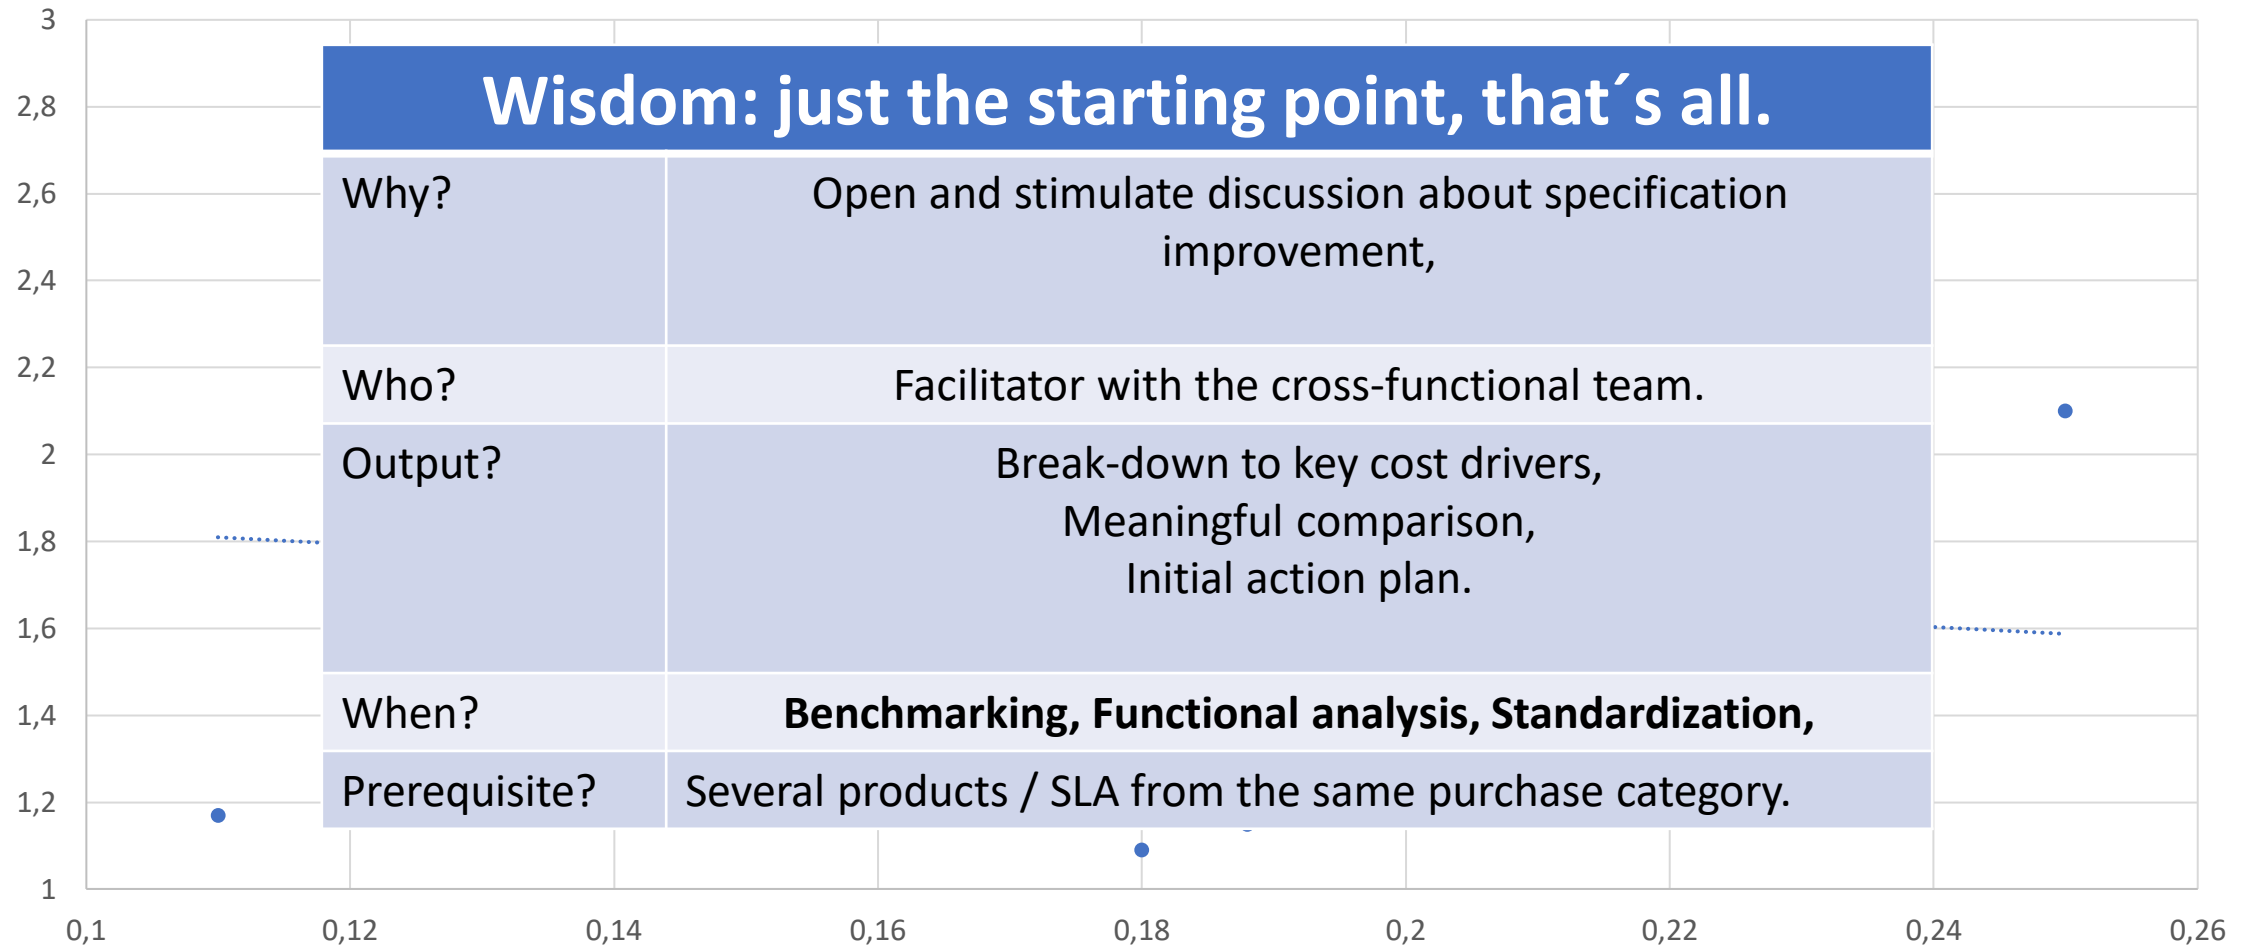 3
2,8
2,6
2,4
2,2
2
1,8
1,6
1,4
1,2
1
Wisdom: just the starting point, that´s all.
Why?
Open and stimulate discussion about specification
improvement,
Who?
Facilitator with the cross-functional team.
Output?
Break-down to key cost drivers,
Meaningful comparison,
Initial action plan.
When?
Benchmarking, Functional analysis, Standardization,
Prerequisite?
Several products / SLA from the same purchase category.
0,1
0,12
0,14
0,16
0,18
0,2
0,22
0,24
0,26